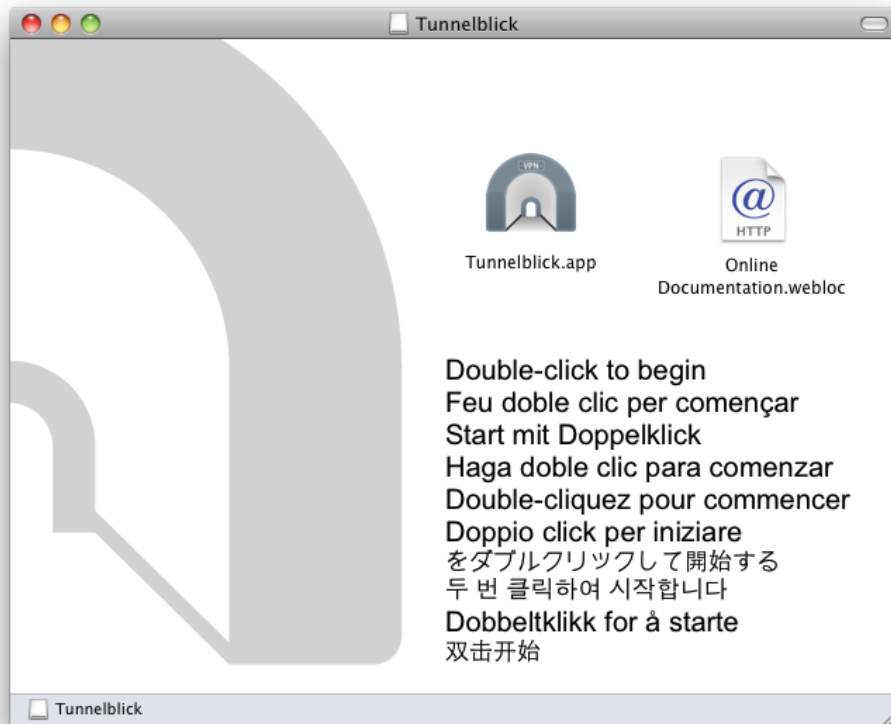 Tunnelblick
VPN
Tunnelblick.app
HTTP
Online
Documentation.webloc
Double-click to begin
Feu doble clic per començar
Start mit Doppelklick
Haga doble clic para comenzar
Double-cliquez pour commencer
Doppio click per iniziare
をダブルクリックして開始する
두 번 클릭하여 시작합니다
Dobbeltklikk for å starte
双击开始
Tunnelblick